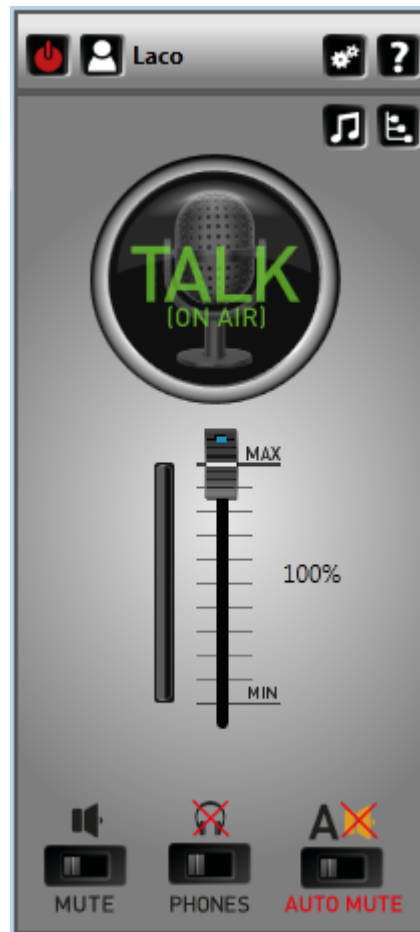 Laco
?
TALK
(ON AIR)
MAX
100%
MIN
A
MUTE PHONES AUTO MUTE